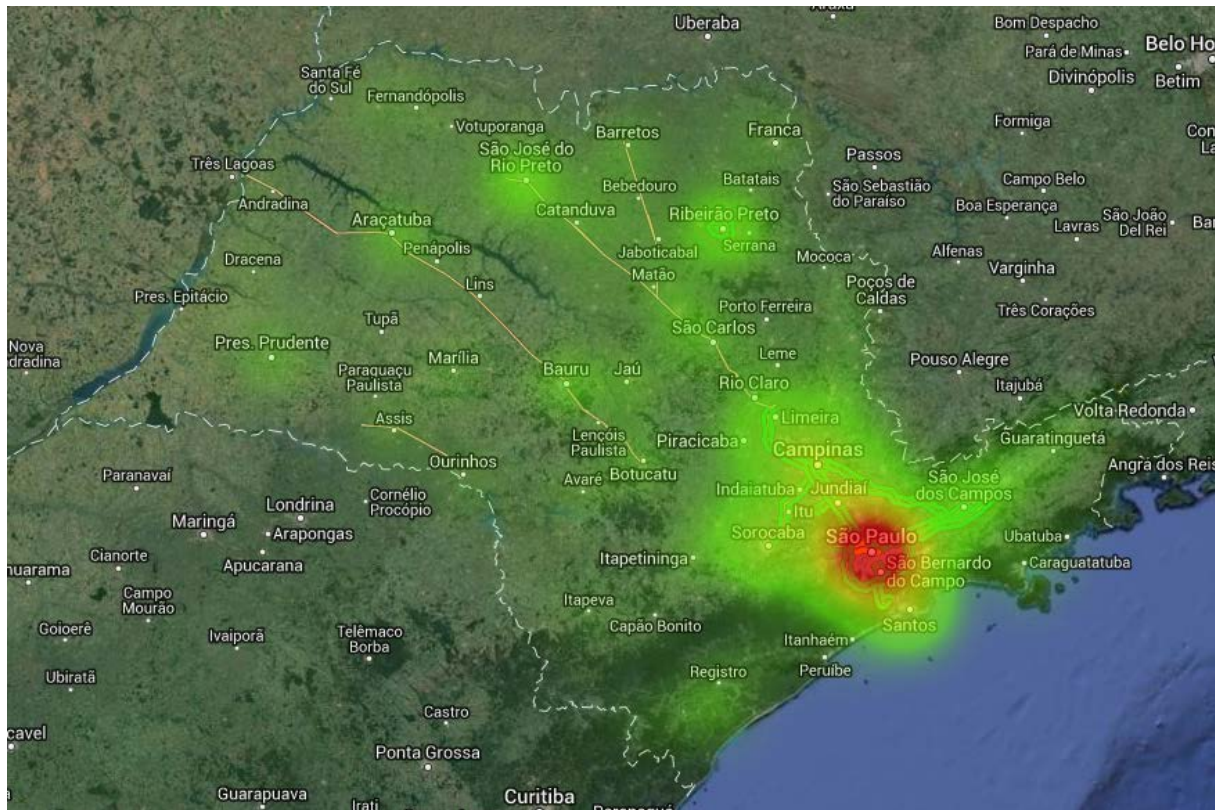 Uberaba
Bom Despacho
Pará de Minas
Belo Ho
Divinópolis
Betim
Santa Fé
do Sul
Fernandópolis
Votuporanga
Barretos
Franca
Formiga
Con
La
São José do
Rio Preto
Três Lagoas
Passos
Andradina
Bebedouro
Batatais
São Sebastião
do Paraíso
Campo Belo
Boa Esperança
São João
Del Rei
Bar
Lavras
Araçatuba
Catanduva
Ribeirão Preto
Serrana
Penápolis
Jaboticabal
Mococa
Alfenas
Varginha
Dracena
Lins
Matão
Poços de
Caldas
Três Corações
Pres. Epitácio
Tupã
São Carlos
Porto Ferreira
Nova
ndradina
Pres. Prudente
Marília
Paraguaçu
Paulista
Bauru
Jaú
Leme
Pouso Alegre
Itajubá
Rio Claro
Assis
Limeira
Volta Redonda
Lençóis
Paulista
Piracicaba
Campinas
Guaratinguetá
Paranavaí
Ourinhos
Botucatu
Angra dos Reis
Avaré
Indaiatuba
Jundiaí
São José
dos Campos
Londrina
Cornélio
Procópio
Itu
Maringá
Arapongas
Sorocaba
São Paulo
Ubatuba
Cianorte
Apucarana
Itapetininga
São Bernardo
do Campo
Caraguatatuba
nuarama
Campo
Mourão
Itapeva
Capão Bonito
Santos
Goioerê
Ivaiporã
Telêmaco
Borba
Itanhaém
Peruíbe
Ubiratã
Registro
Castro
cavel
Ponta Grossa
Guarapuava
Irati
Curitiba